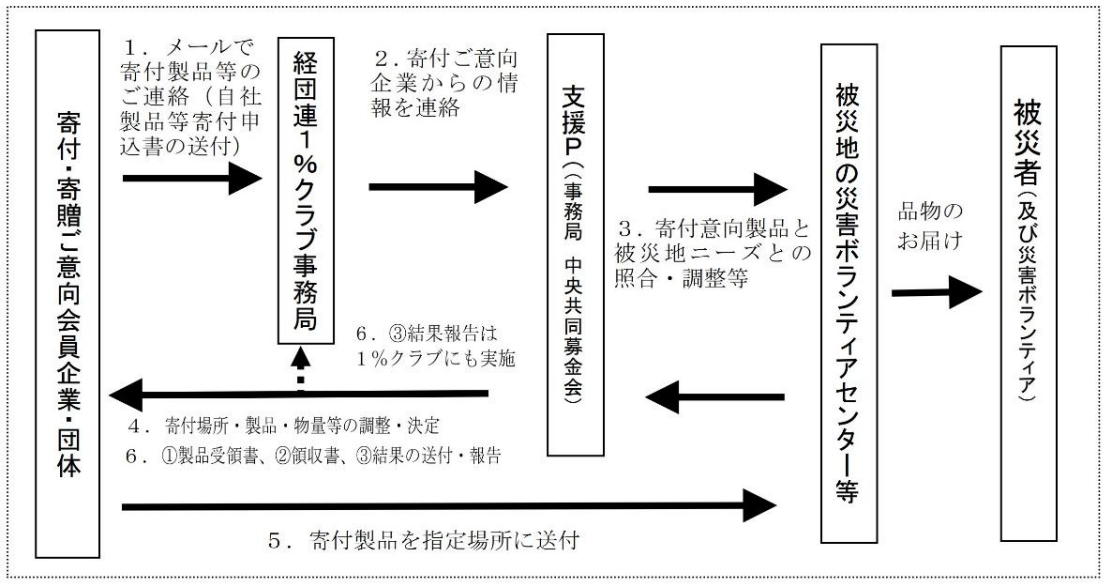 寄付・寄贈ご意向会員企業・団体
１．メールで
寄付製品等の
ご連絡（自社
製品等寄付申
込書の送付）
経団連１％クラブ事務局
２．寄付ご意向
企業からの情
報を連絡
支援Ｐ（（事務局 中央共同募金会）
３．寄付意向製品と
被災地ニーズとの
照合・調整等
被災地の災害ボランティアセンター等
品物の
お届け
被災者（及び災害ボランティア）
６．③結果報告は
１％クラブにも実施
４．寄付場所・製品・物量等の調整・決定
６．①製品受領書、②領収書、③結果の送付・報告
５．寄付製品を指定場所に送付